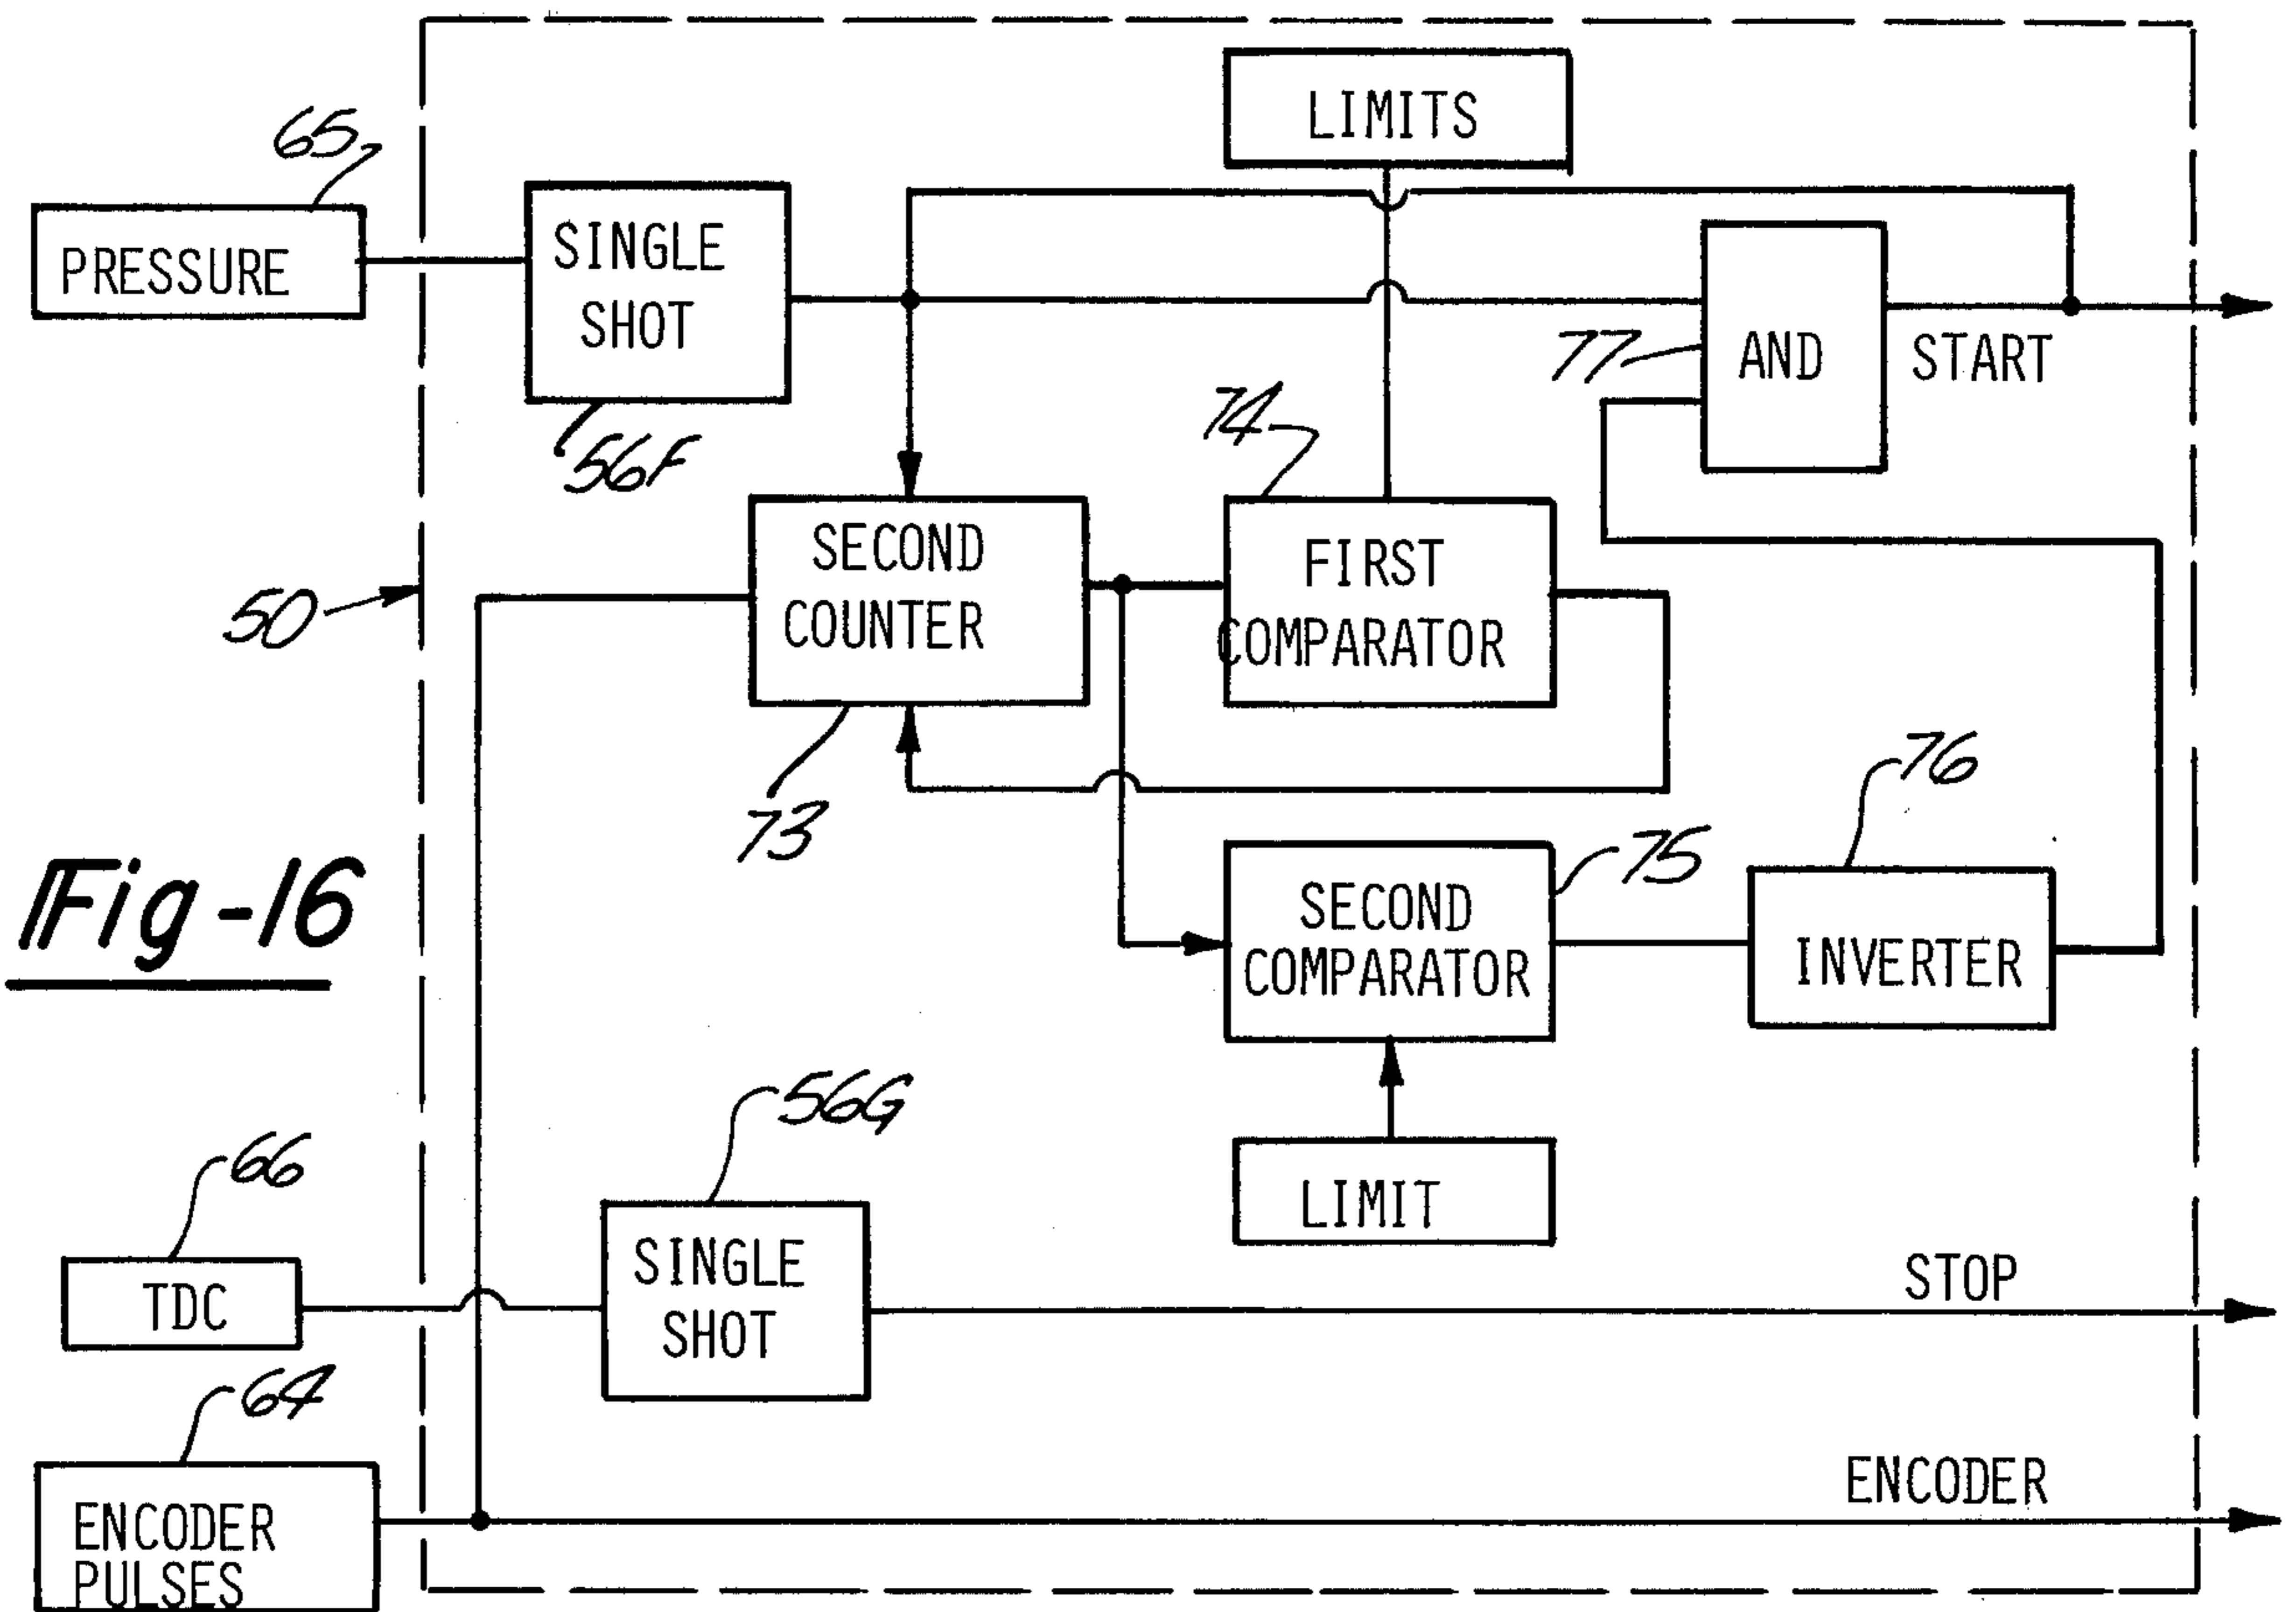 LIMITS
65
PRESSURE
SINGLE
SHOT
56F
77
AND
START
74
SECOND
COUNTER
FIRST
COMPARATOR
50
73
76
75
Fig-16
SECOND
COMPARATOR
INVERTER
56G
66
LIMIT
TDC
SINGLE
SHOT
STOP
64
ENCODER
PULSES
ENCODER